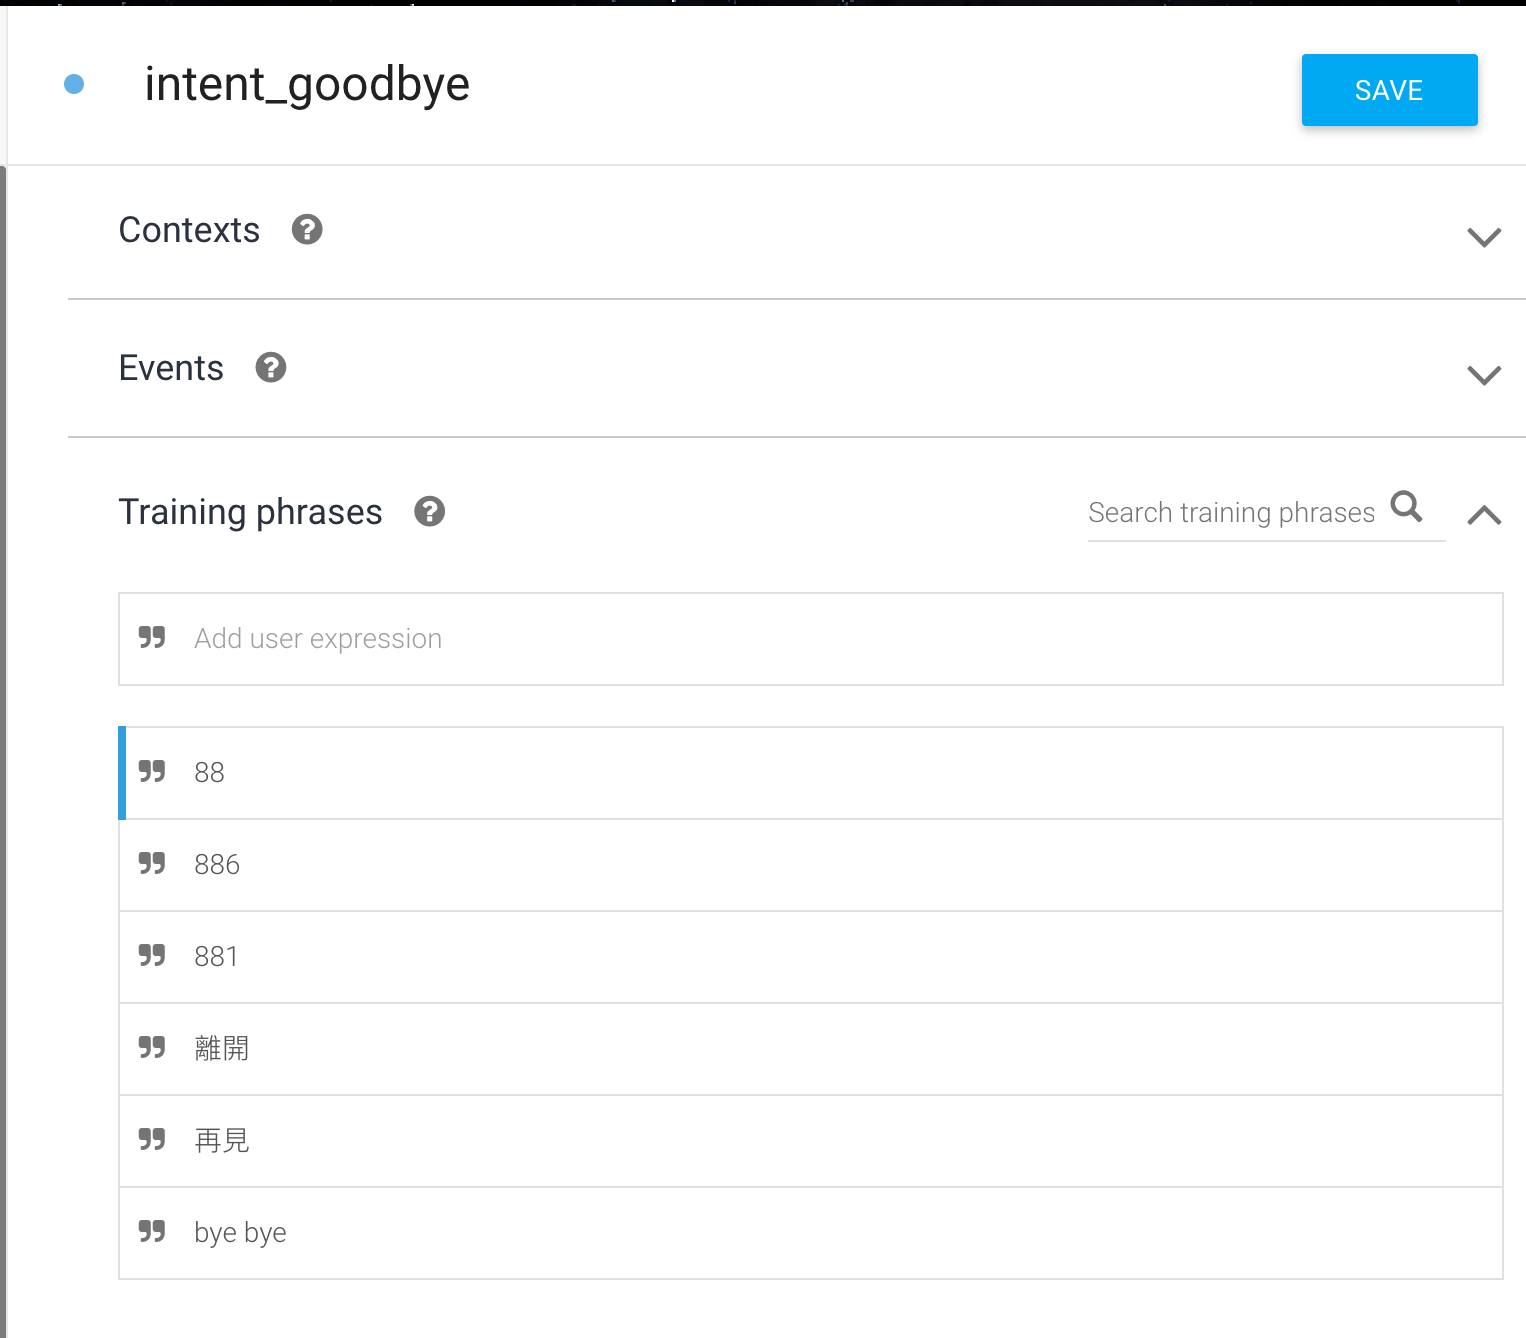 intent_goodbye
SAVE
Contexts
Events
Training phrases
Search training phrases
Add user expression
88
886
881
離開
再見
bye bye